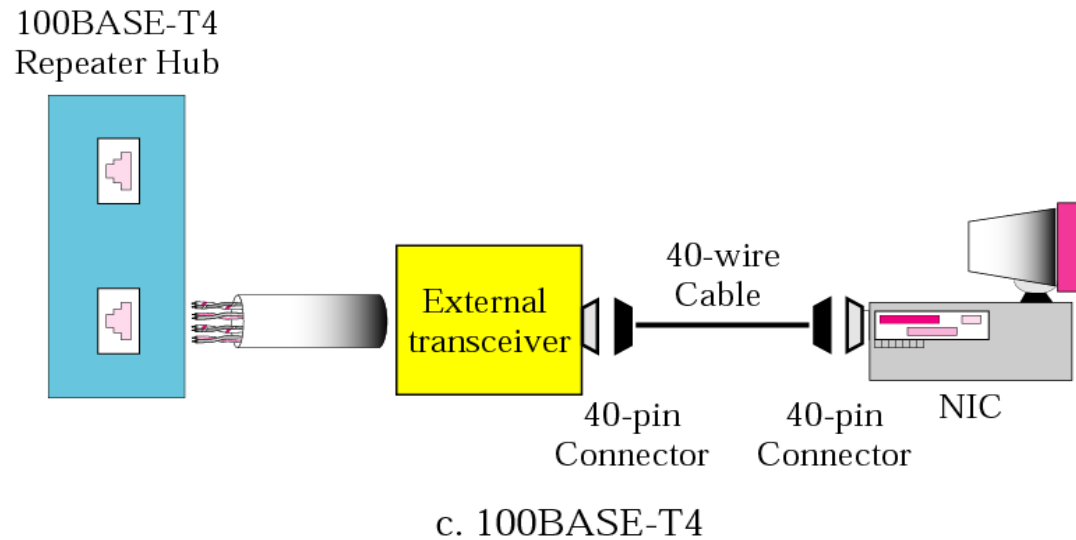 100BASE-T4
Repeater Hub
External
transceiver
40-wire
Cable
40-pin
Connector
40-pin
Connector
NIC
c. 100BASE-T4